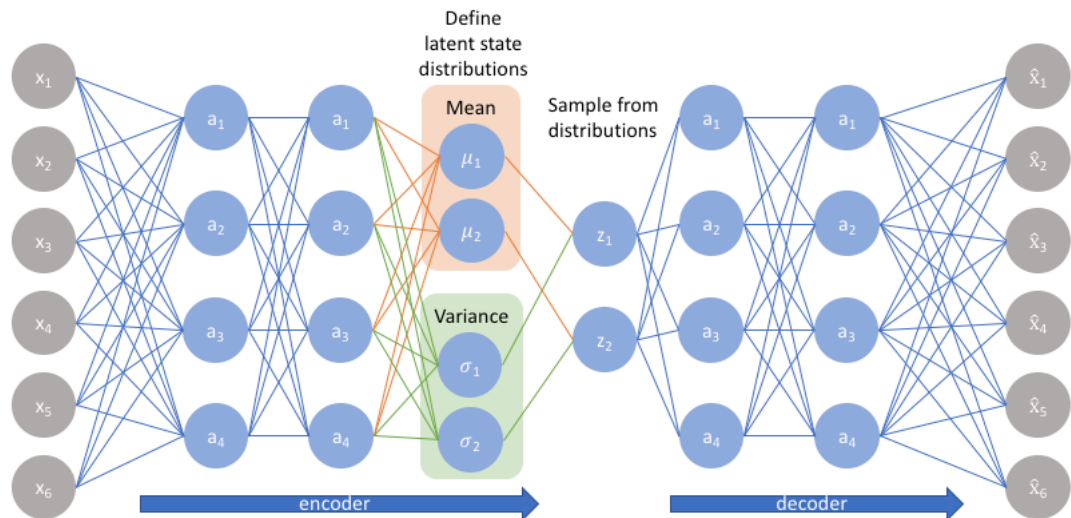 Define
latent state
distributions
Mean
Sample from
distributions
Variance
x₁
x₂
x₃
x₄
x₅
x₆
a₁
a₂
a₃
a₄
a₁
a₂
a₃
a₄
μ₁
μ₂
σ₁
σ₂
z₁
z₂
a₁
a₂
a₃
a₄
a₁
a₂
a₃
a₄
x̂₁
x̂₂
x̂₃
x̂₄
x̂₅
x̂₆
encoder
decoder